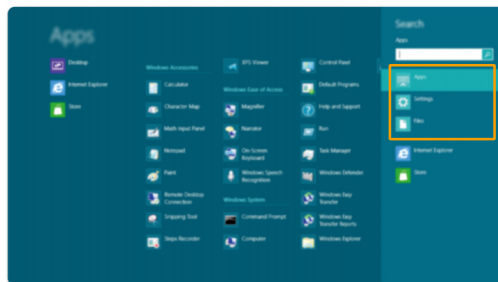 Apps
Desktop
Internet Explorer
Store
Windows Accessories
Calculator
Character Map
Math Input Panel
Notepad
Paint
Remote Desktop
Connection
Snipping Tool
Steps Recorder
XPS Viewer
Windows Ease of Access
Magnifier
Narrator
On-Screen
Keyboard
Windows Speech
Recognition
Windows System
Command Prompt
Computer
Control Panel
Default Programs
Help and Support
Run
Task Manager
Windows Defender
Windows Easy
Transfer
Windows Easy
Transfer Reports
Windows Explorer
Search
Apps
Apps
Settings
Files
Internet Explorer
Store